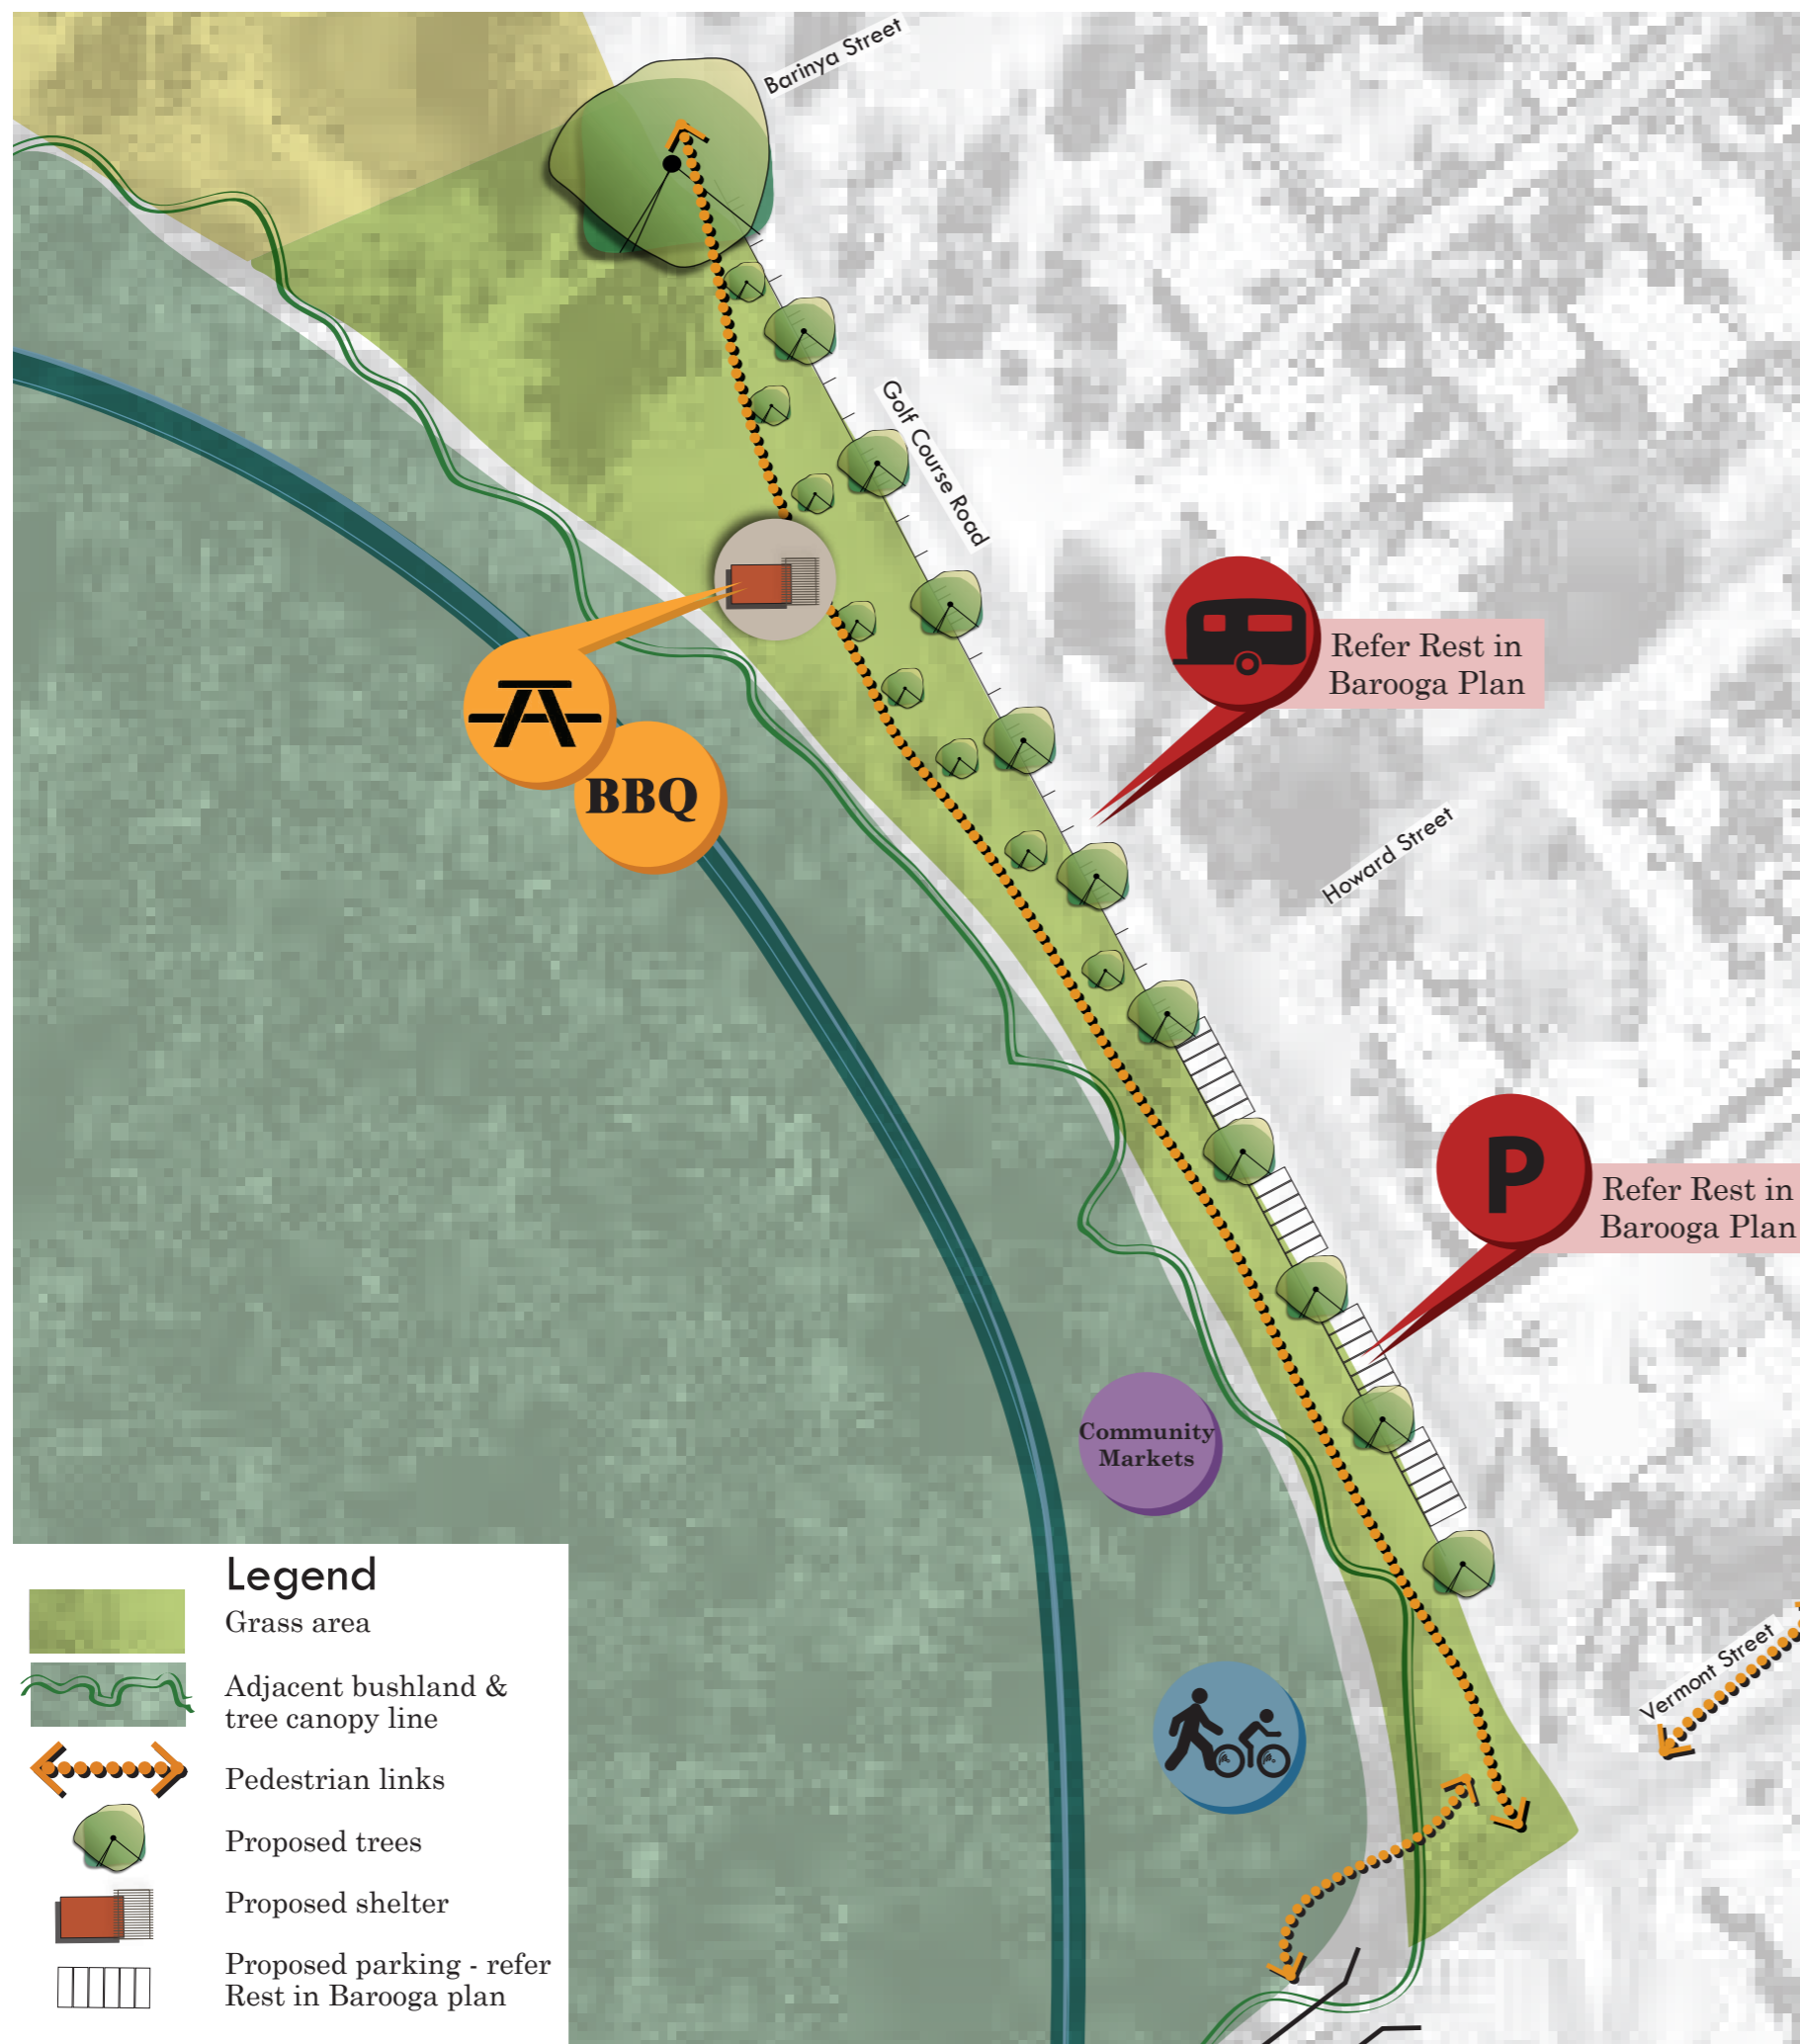 Barinya Street
Golf Course Road
Refer Rest in
Barooga Plan
BBQ
Howard Street
P
Refer Rest in
Barooga Plan
Community
Markets
Vermont Street
Legend
Grass area
Adjacent bushland &
tree canopy line
Pedestrian links
Proposed trees
Proposed shelter
Proposed parking - refer
Rest in Barooga plan